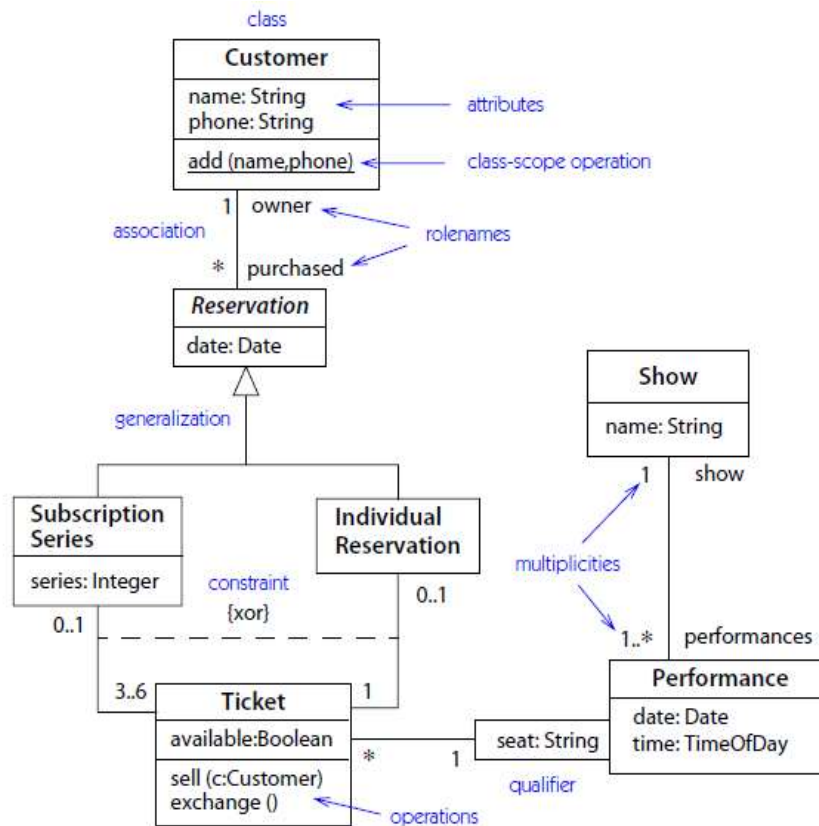 class
Customer
name: String
phone: String
attributes
add (name,phone)
class-scope operation
1
owner
association
rolenames
*
purchased
Reservation
date: Date
generalization
Show
name: String
1
show
Subscription
Series
series: Integer
Individual
Reservation
multiplicities
constraint
{xor}
0..1
0..1
1..*
performances
3..6
1
Ticket
available:Boolean
sell (c:Customer)
exchange ()
operations
*
1
seat: String
qualifier
Performance
date: Date
time: TimeOfDay